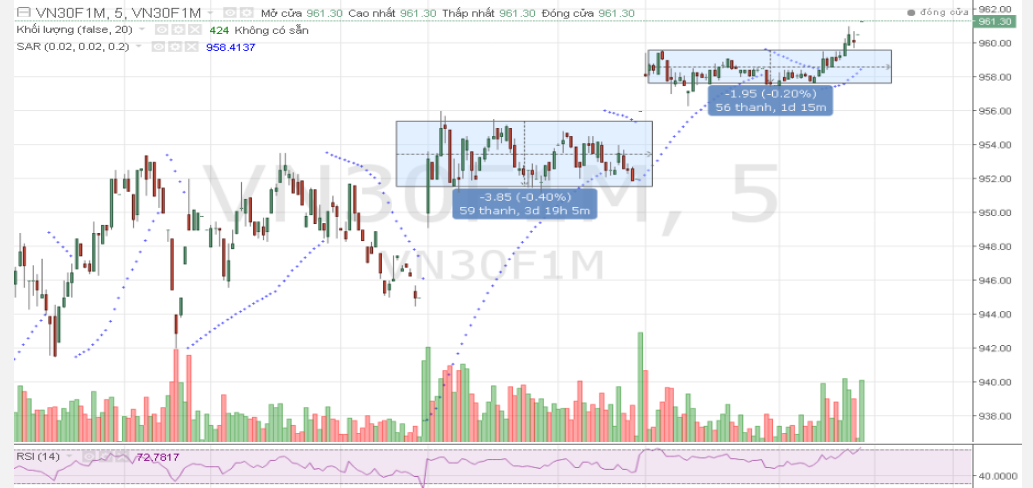 VN30F1M, 5, VN30F1M Mở cửa 961.30 Cao nhất 961.30 Thấp nhất 961.30 Đóng cửa 961.30
Khối lượng (false, 20) 424 Không có sẵn
SAR (0.02, 0.02, 0.2) 958.4137
đóng cửa
962.00
961.30
960.00
958.00
956.00
954.00
952.00
950.00
948.00
946.00
944.00
942.00
940.00
938.00
-1.95 (-0.20%)
56 thanh, 1d 15m
-3.85 (-0.40%)
59 thanh, 3d 19h 5m
VN30F1M, 5
VN30F1M
RSI (14) 72.7817
40.0000